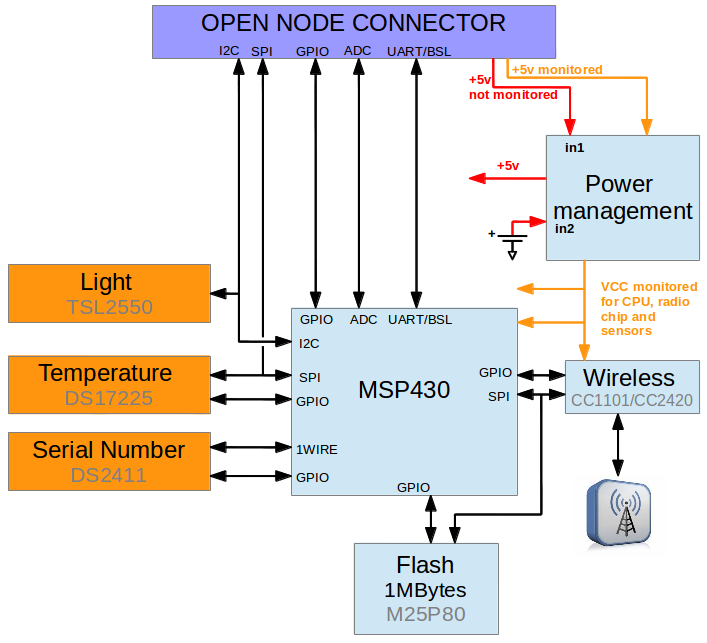 OPEN NODE CONNECTOR
I2C SPI GPIO ADC UART/BSL
+5v monitored
+5v
not monitored
in1
+5v
Power
management
in2
+
Light
TSL2550
VCC monitored
for CPU, radio
chip and
sensors
GPIO ADC UART/BSL
I2C
Temperature
DS17225
SPI
GPIO
MSP430
GPIO
SPI
Wireless
CC1101/CC2420
Serial Number
DS2411
1WIRE
GPIO
GPIO
Flash
1MBytes
M25P80